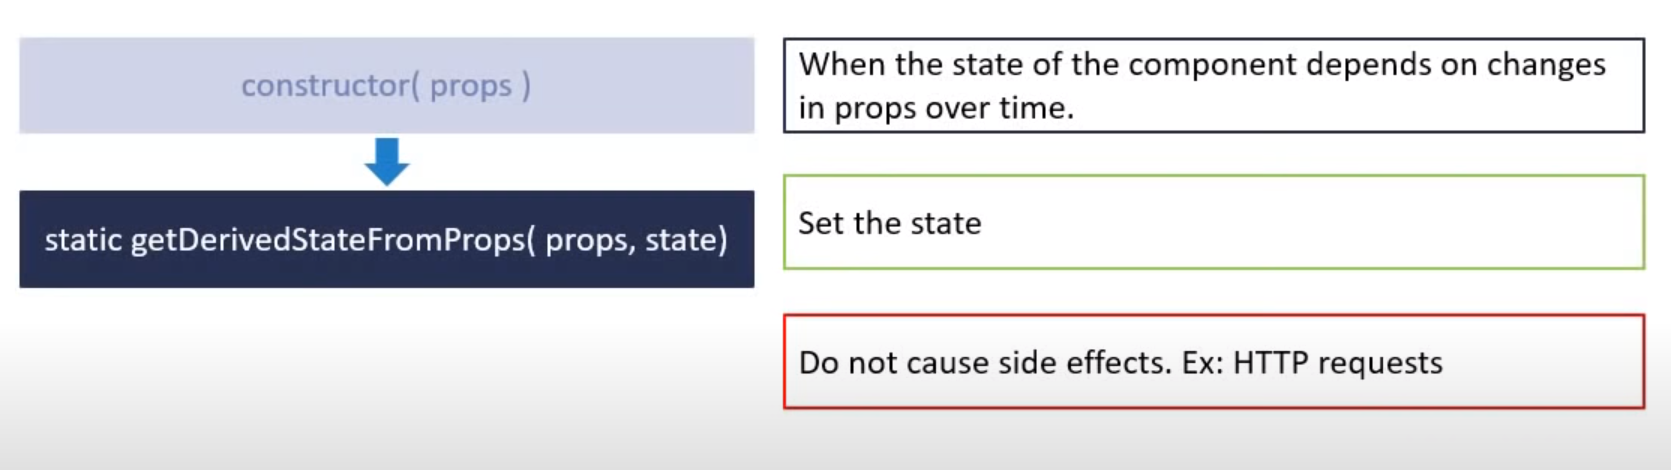 constructor( props )
When the state of the component depends on changes
in props over time.
static getDerivedStateFromProps( props, state)
Set the state
Do not cause side effects. Ex: HTTP requests